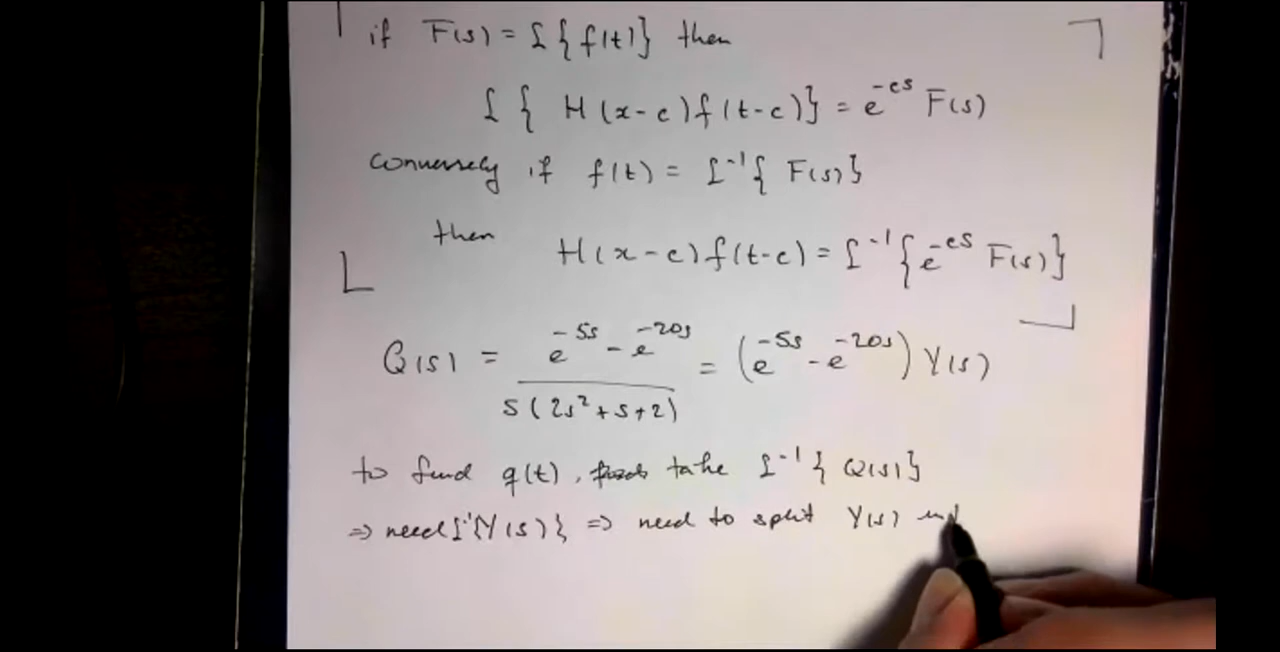 if F(s) = ℒ{f(t)} then
ℒ{ H(x-c)f(t-c)} = e^{-cs} F(s)
conversely if f(t) = ℒ^{-1}{ F(s)}
then H(x-c)f(t-c) = ℒ^{-1}{e^{-cs} F(s)}
Q(s) = \frac{e^{-5s} - e^{-20s}}{s(2s^2+s+2)} = (e^{-5s} - e^{-20s}) Y(s)
to find q(t), take ℒ^{-1}{ Q(s)}
⇒ need ℒ^{-1}{Y(s)} ⇒ need to split Y(s)